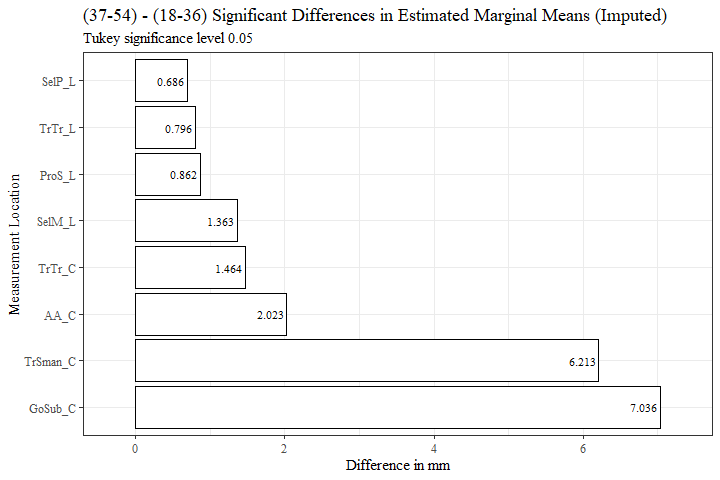 (37-54) - (18-36) Significant Differences in Estimated Marginal Means (Imputed)
Tukey significance level 0.05
Measurement Location
SelP_L 0.686
TrTr_L 0.796
ProS_L 0.862
SelM_L 1.363
TrTr_C 1.464
AA_C 2.023
TrSman_C 6.213
GoSub_C 7.036
0 2 4 6
Difference in mm